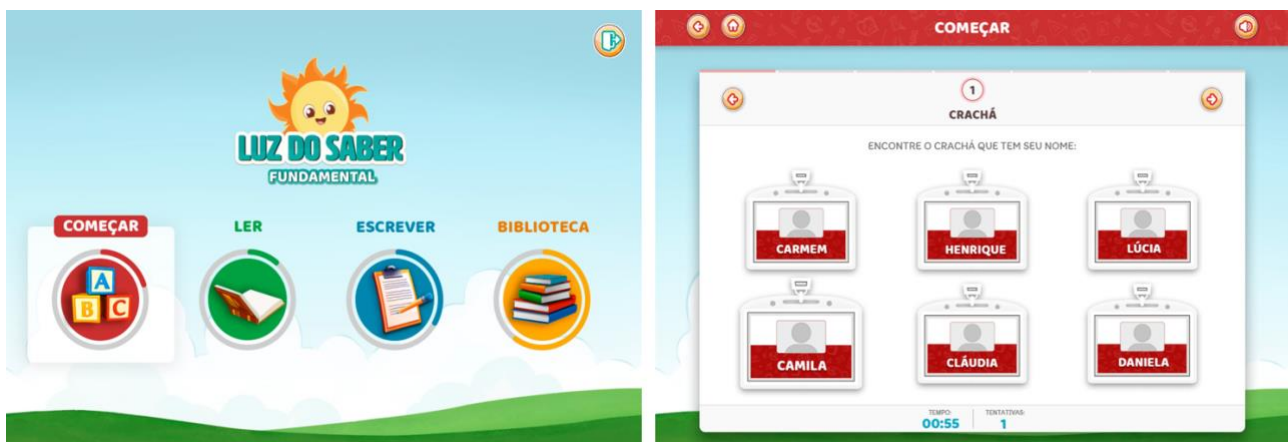 LUZ DO SABER
FUNDAMENTAL
COMEÇAR
LER
ESCREVER
BIBLIOTECA
A
B C
COMEÇAR
1
CRACHÁ
ENCONTRE O CRACHÁ QUE TEM SEU NOME:
CARMEM
HENRIQUE
LÚCIA
CAMILA
CLÁUDIA
DANIELA
TEMPO: TENTATIVAS:
00:55 1